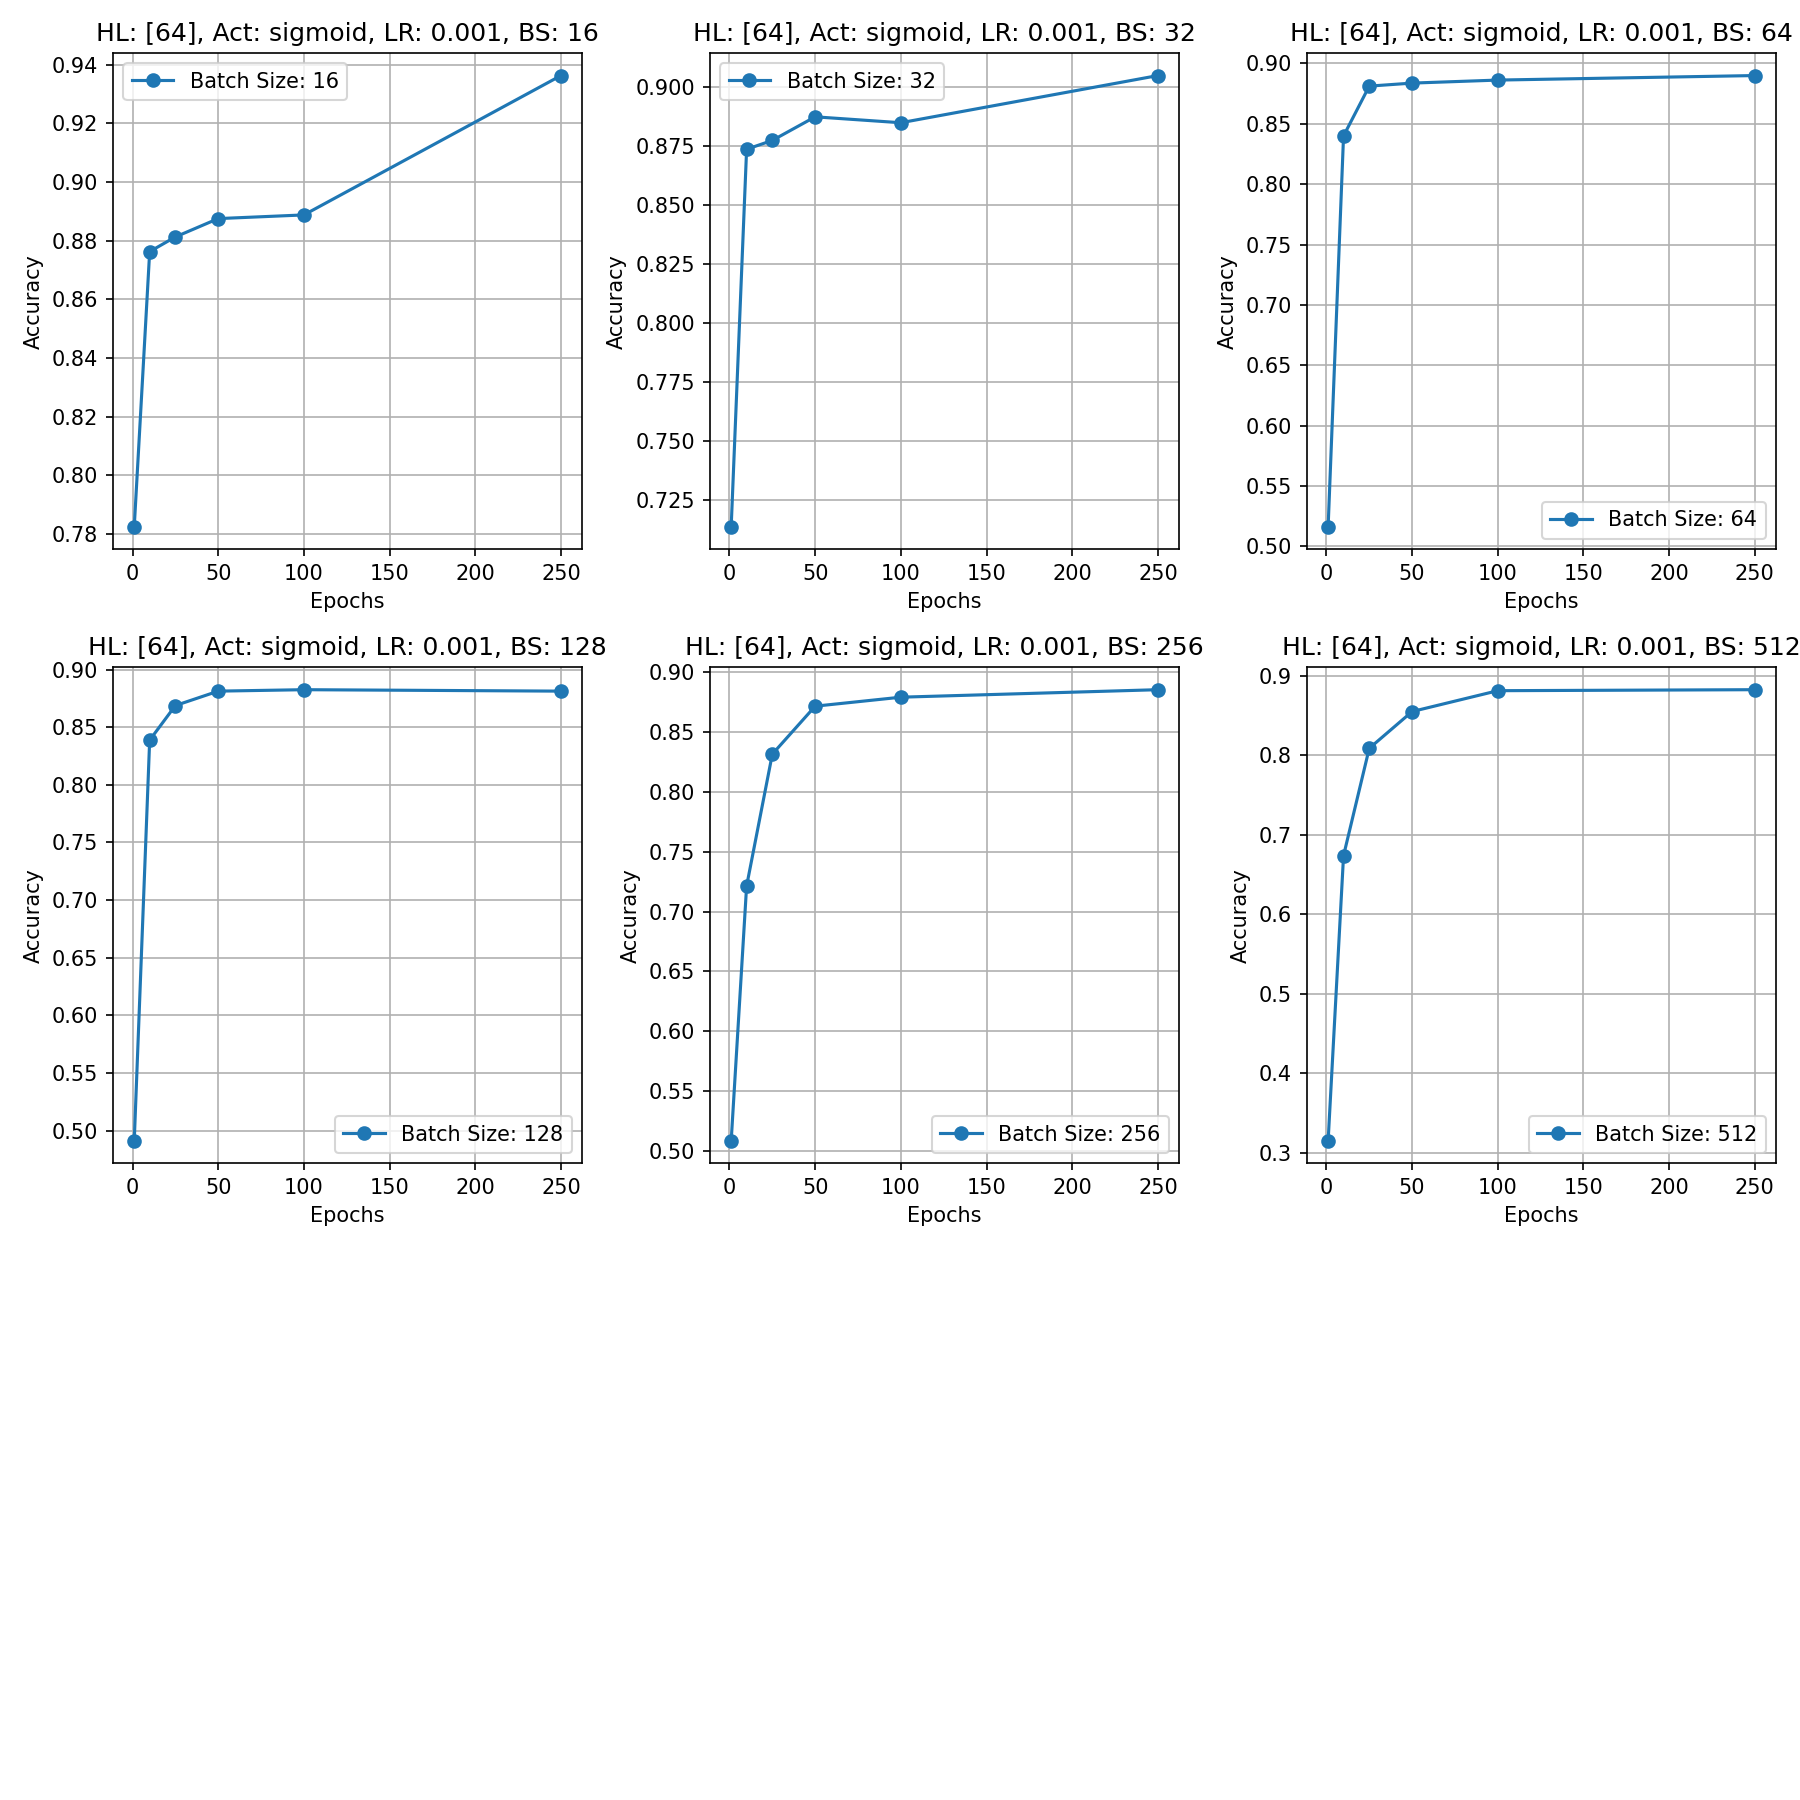 HL: [64], Act: sigmoid, LR: 0.001, BS: 16
Batch Size: 16
Accuracy
0.94
0.92
0.90
0.88
0.86
0.84
0.82
0.80
0.78
0 50 100 150 200 250
Epochs
HL: [64], Act: sigmoid, LR: 0.001, BS: 32
Batch Size: 32
Accuracy
0.900
0.875
0.850
0.825
0.800
0.775
0.750
0.725
0 50 100 150 200 250
Epochs
HL: [64], Act: sigmoid, LR: 0.001, BS: 64
Accuracy
0.90
0.85
0.80
0.75
0.70
0.65
0.60
0.55
0.50
Batch Size: 64
0 50 100 150 200 250
Epochs
HL: [64], Act: sigmoid, LR: 0.001, BS: 128
Accuracy
0.90
0.85
0.80
0.75
0.70
0.65
0.60
0.55
0.50
Batch Size: 128
0 50 100 150 200 250
Epochs
HL: [64], Act: sigmoid, LR: 0.001, BS: 256
Accuracy
0.90
0.85
0.80
0.75
0.70
0.65
0.60
0.55
0.50
Batch Size: 256
0 50 100 150 200 250
Epochs
HL: [64], Act: sigmoid, LR: 0.001, BS: 512
Accuracy
0.9
0.8
0.7
0.6
0.5
0.4
0.3
Batch Size: 512
0 50 100 150 200 250
Epochs